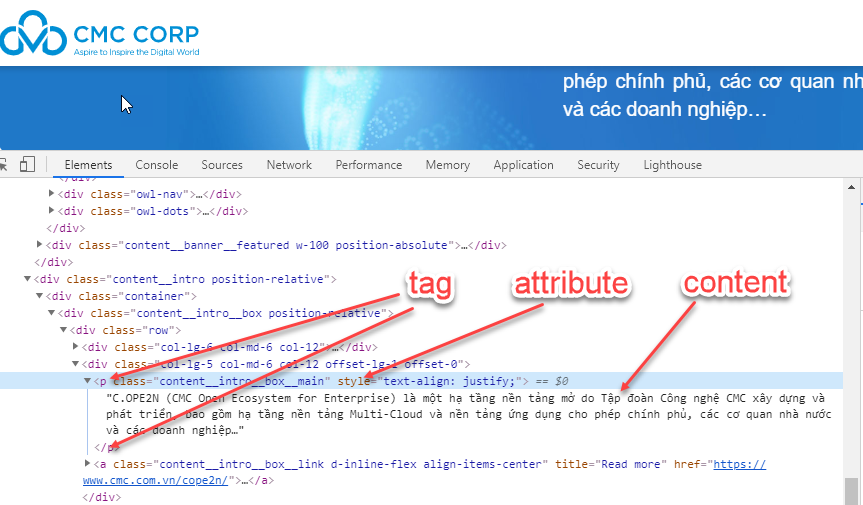 CMC CORP
Aspire to Inspire the Digital World
phép chính phủ, các cơ quan nh
và các doanh nghiệp…
Elements Console Sources Network Performance Memory Application Security Lighthouse
</div>
<div class="owl-nav">…</div>
<div class="owl-dots">…</div>
</div>
<div class="content__banner__featured w-100 position-absolute">…</div>
</div>
<div class="content__intro position-relative">
tag attribute content
<div class="container">
<div class="content__intro__box position-relative">
<div class="row">
<div class="col-lg-6 col-md-6 col-12">…</div>
<div class="col-lg-5 col-md-6 col-12 offset-lg-1 offset-0">
<p class="content__intro__box__main" style="text-align: justify;"> == $0
"C.OPE2N (CMC Open Ecosystem for Enterprise) là một hạ tầng nền tảng mở do Tập đoàn Công nghệ CMC xây dựng và
phát triển, bao gồm hạ tầng nền tảng Multi-Cloud và nền tảng ứng dụng cho phép chính phủ, các cơ quan nhà nước
và các doanh nghiệp…"
</p>
<a class="content__intro__box__link d-inline-flex align-items-center" title="Read more" href="https://
www.cmc.com.vn/cope2n/">…</a>
</div>